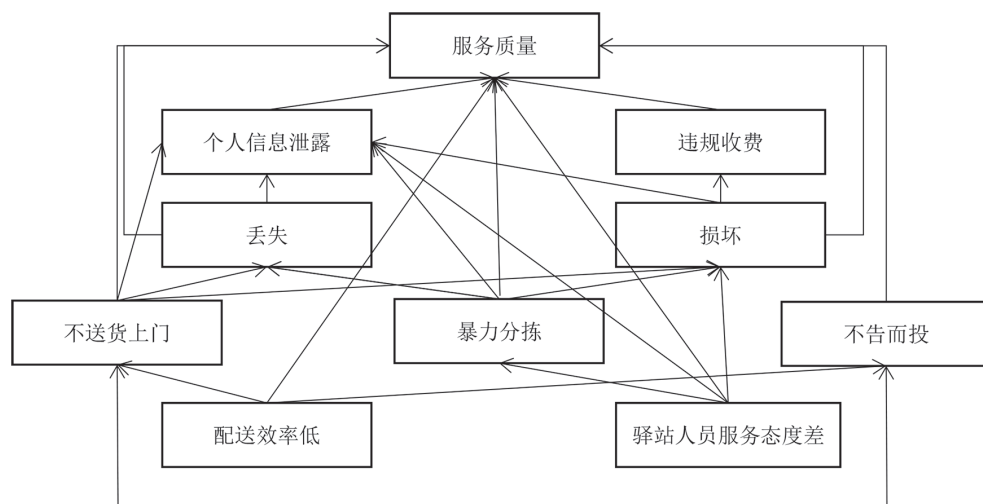 服务质量
个人信息泄露
违规收费
丢失
损坏
不送货上门
暴力分拣
不告而投
配送效率低
驿站人员服务态度差